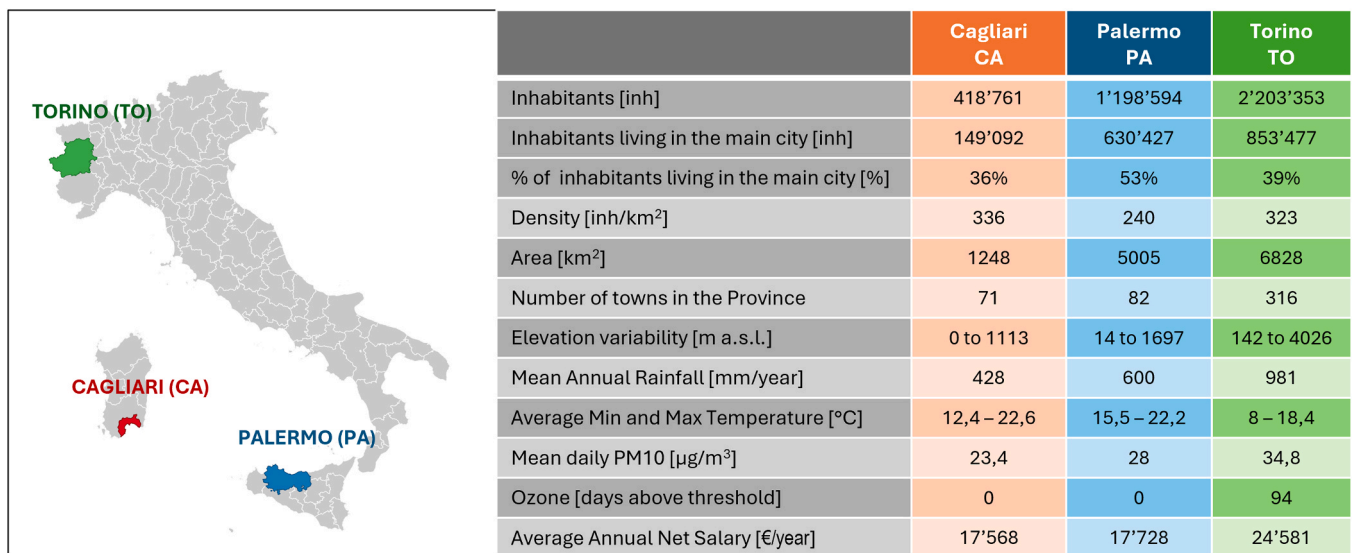 TORINO (TO)
CAGLIARI (CA)
PALERMO (PA)
Cagliari CA Palermo PA Torino TO
Inhabitants [inh] 418’761 1’198’594 2’203’353
Inhabitants living in the main city [inh] 149’092 630’427 853’477
% of inhabitants living in the main city [%] 36% 53% 39%
Density [inh/km²] 336 240 323
Area [km²] 1248 5005 6828
Number of towns in the Province 71 82 316
Elevation variability [m a.s.l.] 0 to 1113 14 to 1697 142 to 4026
Mean Annual Rainfall [mm/year] 428 600 981
Average Min and Max Temperature [°C] 12,4 – 22,6 15,5 – 22,2 8 – 18,4
Mean daily PM10 [µg/m³] 23,4 28 34,8
Ozone [days above threshold] 0 0 94
Average Annual Net Salary [€/year] 17’568 17’728 24’581